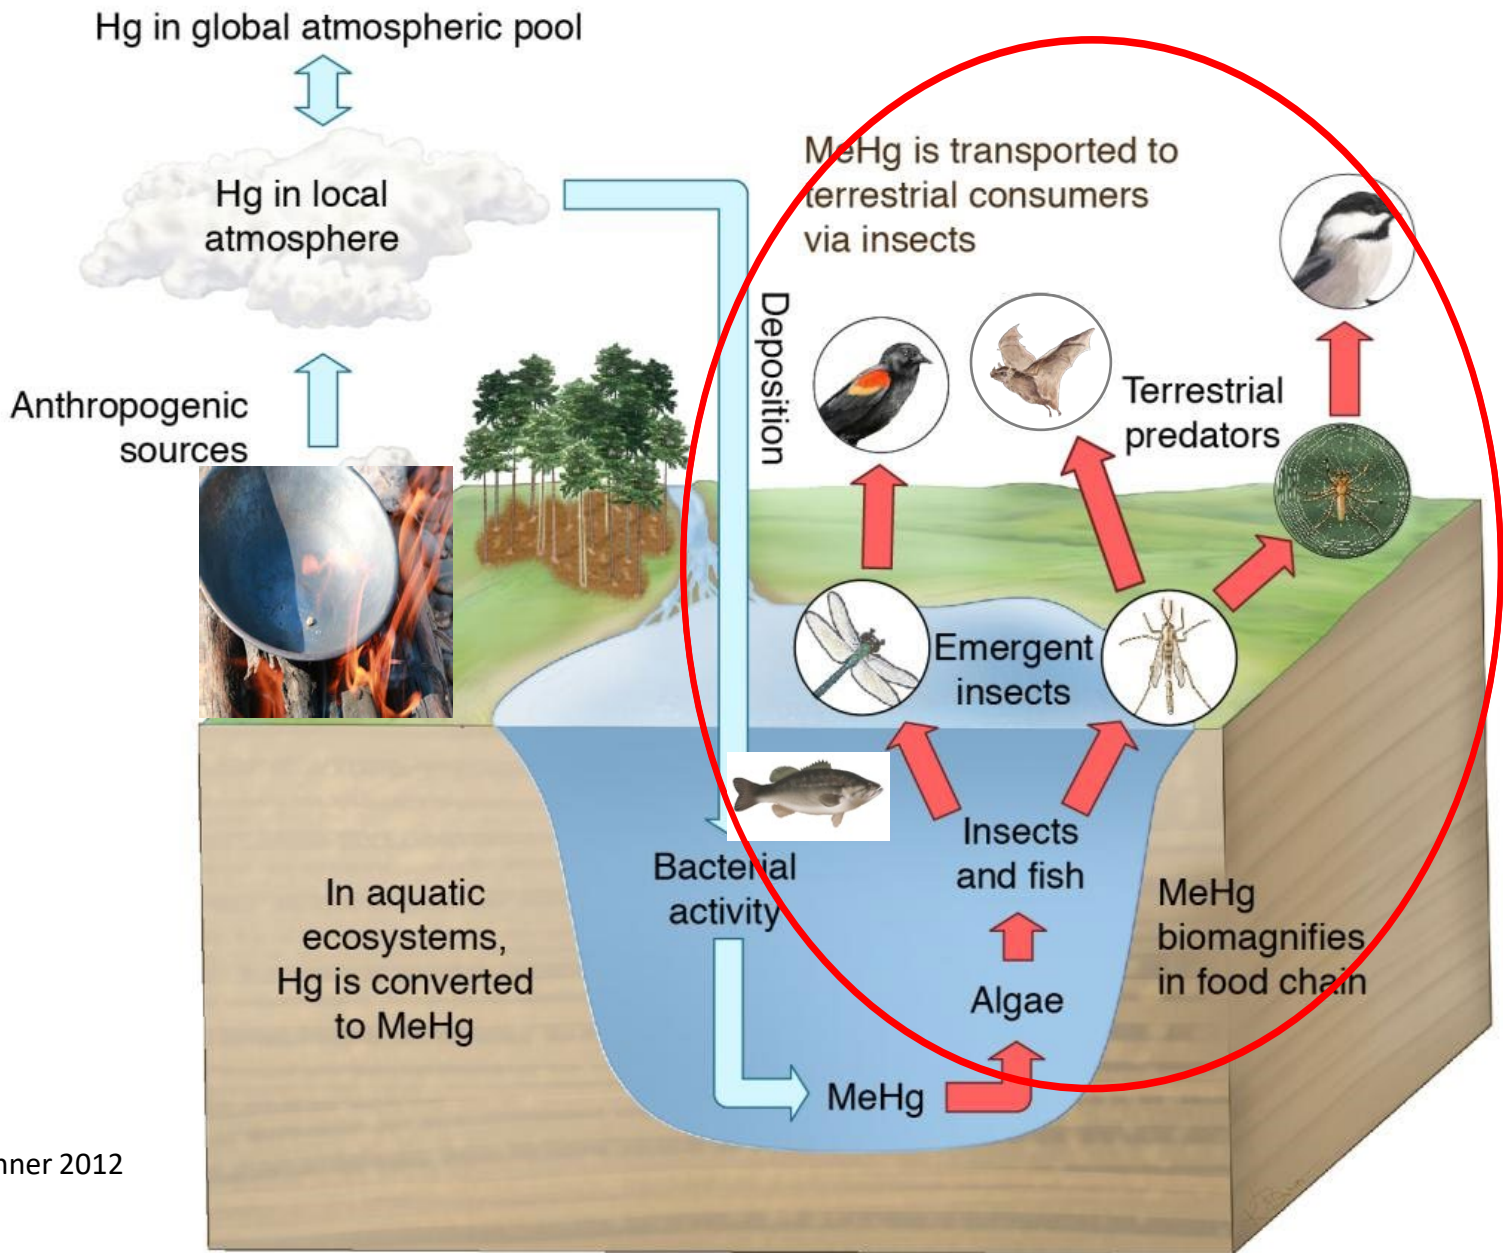 Hg in global atmospheric pool
Hg in local
atmosphere
Anthropogenic
sources
Deposition
MeHg is transported to
terrestrial consumers
via insects
Terrestrial
predators
Emergent
insects
Insects
and fish
Bacterial
activity
Algae
MeHg
In aquatic
ecosystems,
Hg is converted
to MeHg
MeHg
biomagnifies
in food chain
2012